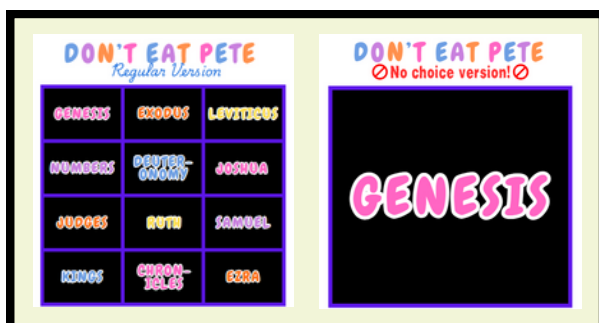 DON'T EAT PETE
Regular Version
GENESIS EXODUS LEVITICUS
NUMBERS DEUTER-
ONOMY JOSHUA
JUDGES RUTH SAMUEL
KINGS CHRON-
ICLES EZRA
DON'T EAT PETE
No choice version!
GENESIS